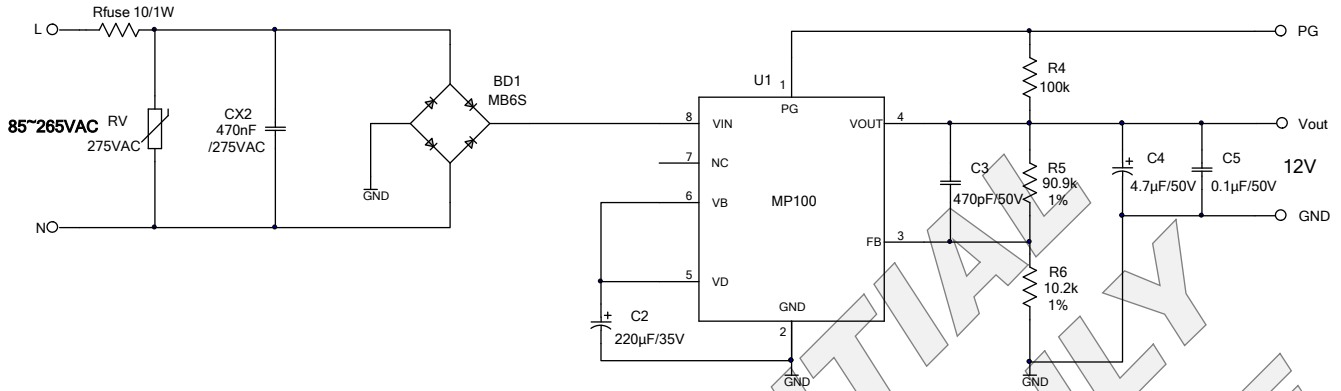 Rfuse 10/1W
L
85~265VAC
RV
275VAC
CX2
470nF
/275VAC
N
BD1
MB6S
GND
U1
1
PG
8
VIN
VOUT
4
7
NC
6
VB
MP100
FB
3
5
VD
GND
2
C2
220µF/35V
GND
PG
R4
100k
Vout
C3
470pF/50V
R5
90.9k
1%
C4
4.7µF/50V
C5
0.1µF/50V
12V
GND
R6
10.2k
1%
GND
+
+